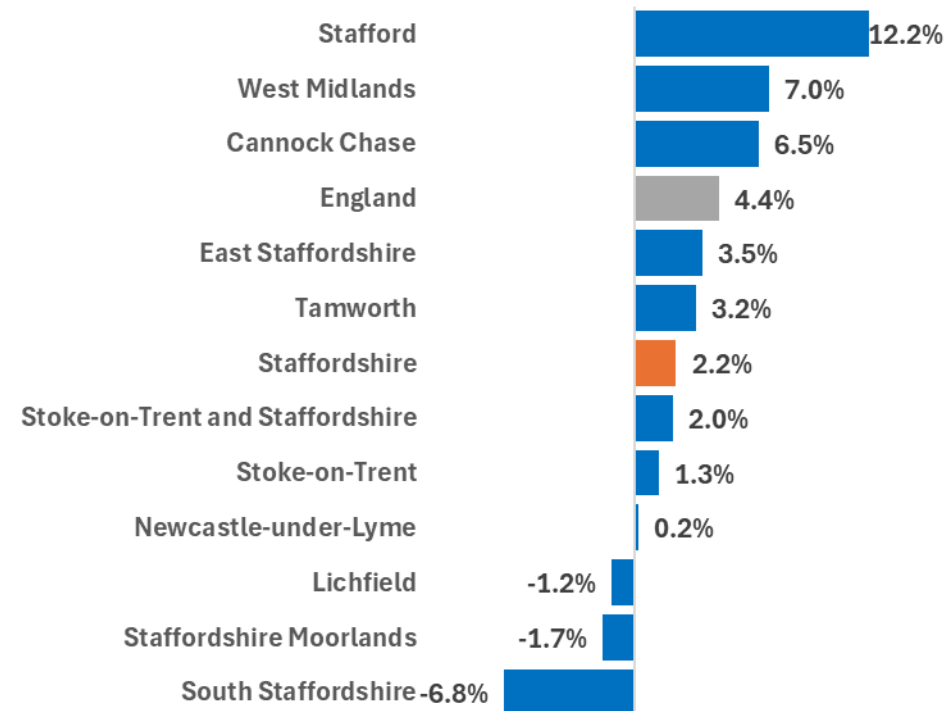 Stafford 12.2%
West Midlands 7.0%
Cannock Chase 6.5%
England 4.4%
East Staffordshire 3.5%
Tamworth 3.2%
Staffordshire 2.2%
Stoke-on-Trent and Staffordshire 2.0%
Stoke-on-Trent 1.3%
Newcastle-under-Lyme 0.2%
Lichfield -1.2%
Staffordshire Moorlands -1.7%
South Staffordshire -6.8%